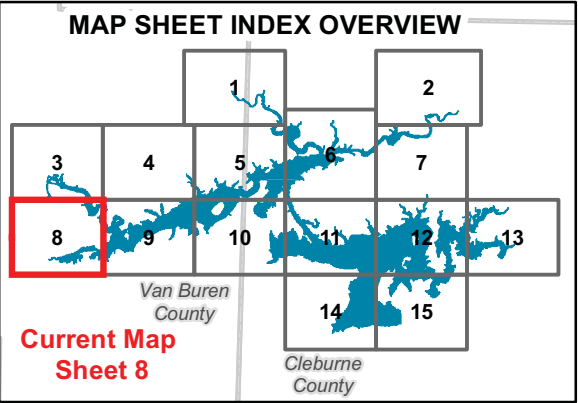 MAP SHEET INDEX OVERVIEW
1
2
3
4
5
6
7
8
9
10
11
12
13
Van Buren
County
14
15
Current Map
Sheet 8
Cleburne
County